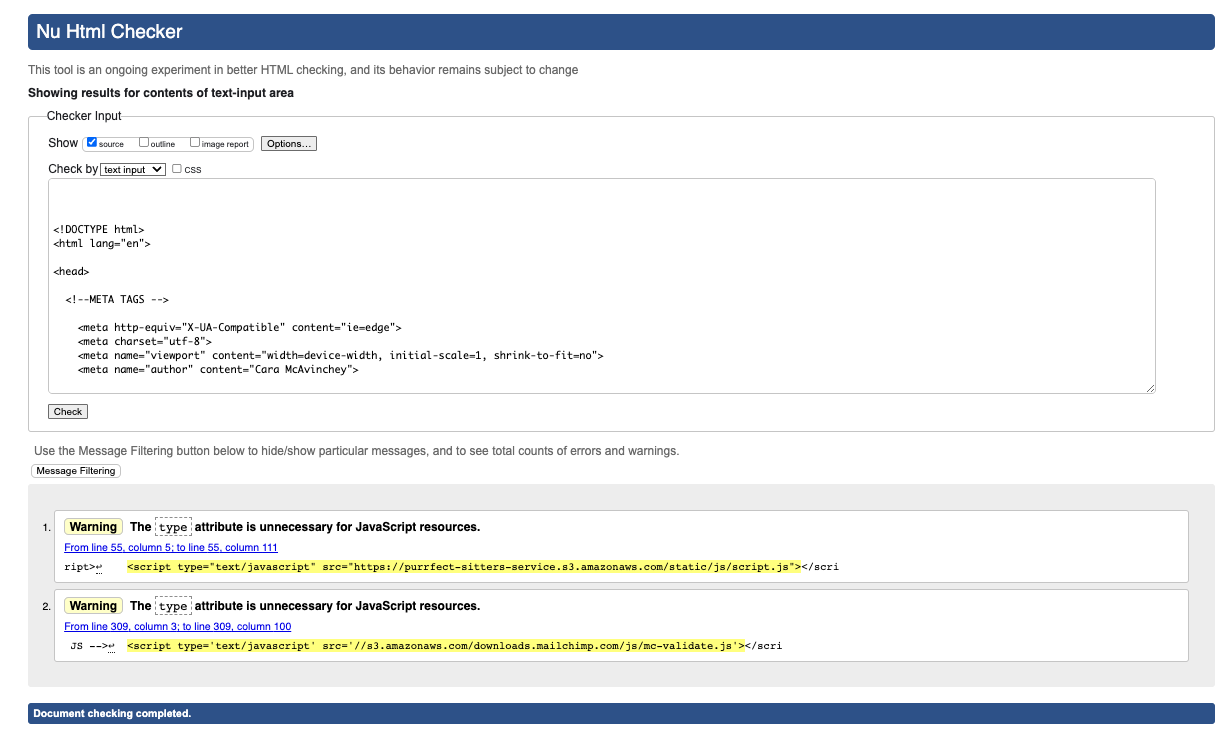 Nu Html Checker
This tool is an ongoing experiment in better HTML checking, and its behavior remains subject to change
Showing results for contents of text-input area
Checker Input
Show source outline image report Options...
Check by text input css
<!DOCTYPE html>
<html lang="en">
<head>
<!--META TAGS -->
<meta http-equiv="X-UA-Compatible" content="ie=edge">
<meta charset="utf-8">
<meta name="viewport" content="width=device-width, initial-scale=1, shrink-to-fit=no">
<meta name="author" content="Cara McAvinchey">
Check
Use the Message Filtering button below to hide/show particular messages, and to see total counts of errors and warnings.
Message Filtering
1. Warning The type attribute is unnecessary for JavaScript resources.
From line 55, column 5; to line 55, column 111
ript>↩ <script type="text/javascript" src="https://purrfect-sitters-service.s3.amazonaws.com/static/js/script.js"></scri
2. Warning The type attribute is unnecessary for JavaScript resources.
From line 309, column 3; to line 309, column 100
JS -->↩ <script type='text/javascript' src='//s3.amazonaws.com/downloads.mailchimp.com/js/mc-validate.js'></scri
Document checking completed.